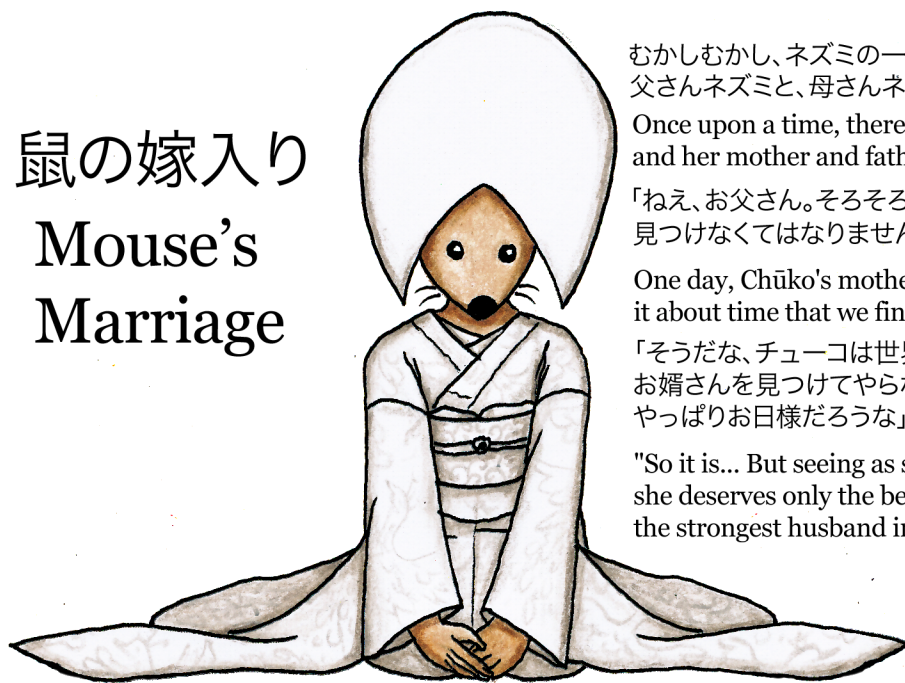 鼠の嫁入り
Mouse’s
Marriage
むかしむかし、ネズミの一
父さんネズミと、母さんネ
Once upon a time, there
and her mother and fath
「ねえ、お父さん。そろそろ
見つけなくてはなりません
One day, Chūko's mothe
it about time that we fin
「そうだな、チューコは世界
お婿さんを見つけてやらな
やっぱりお日様だろうな」
"So it is... But seeing as s
she deserves only the be
the strongest husband in